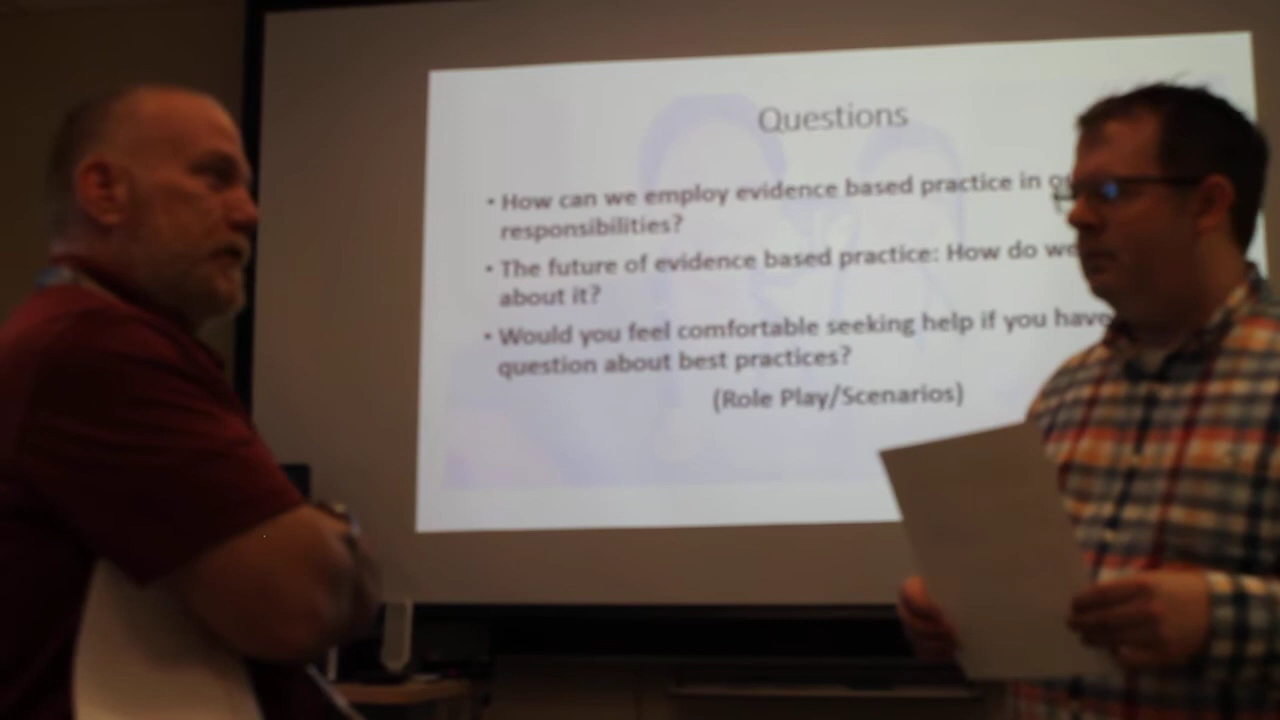 Questions
• How can we employ evidence based practice in
responsibilities?
• The future of evidence based practice: How do we
about it?
• Would you feel comfortable seeking help if you have
question about best practices?
(Role Play/Scenarios)